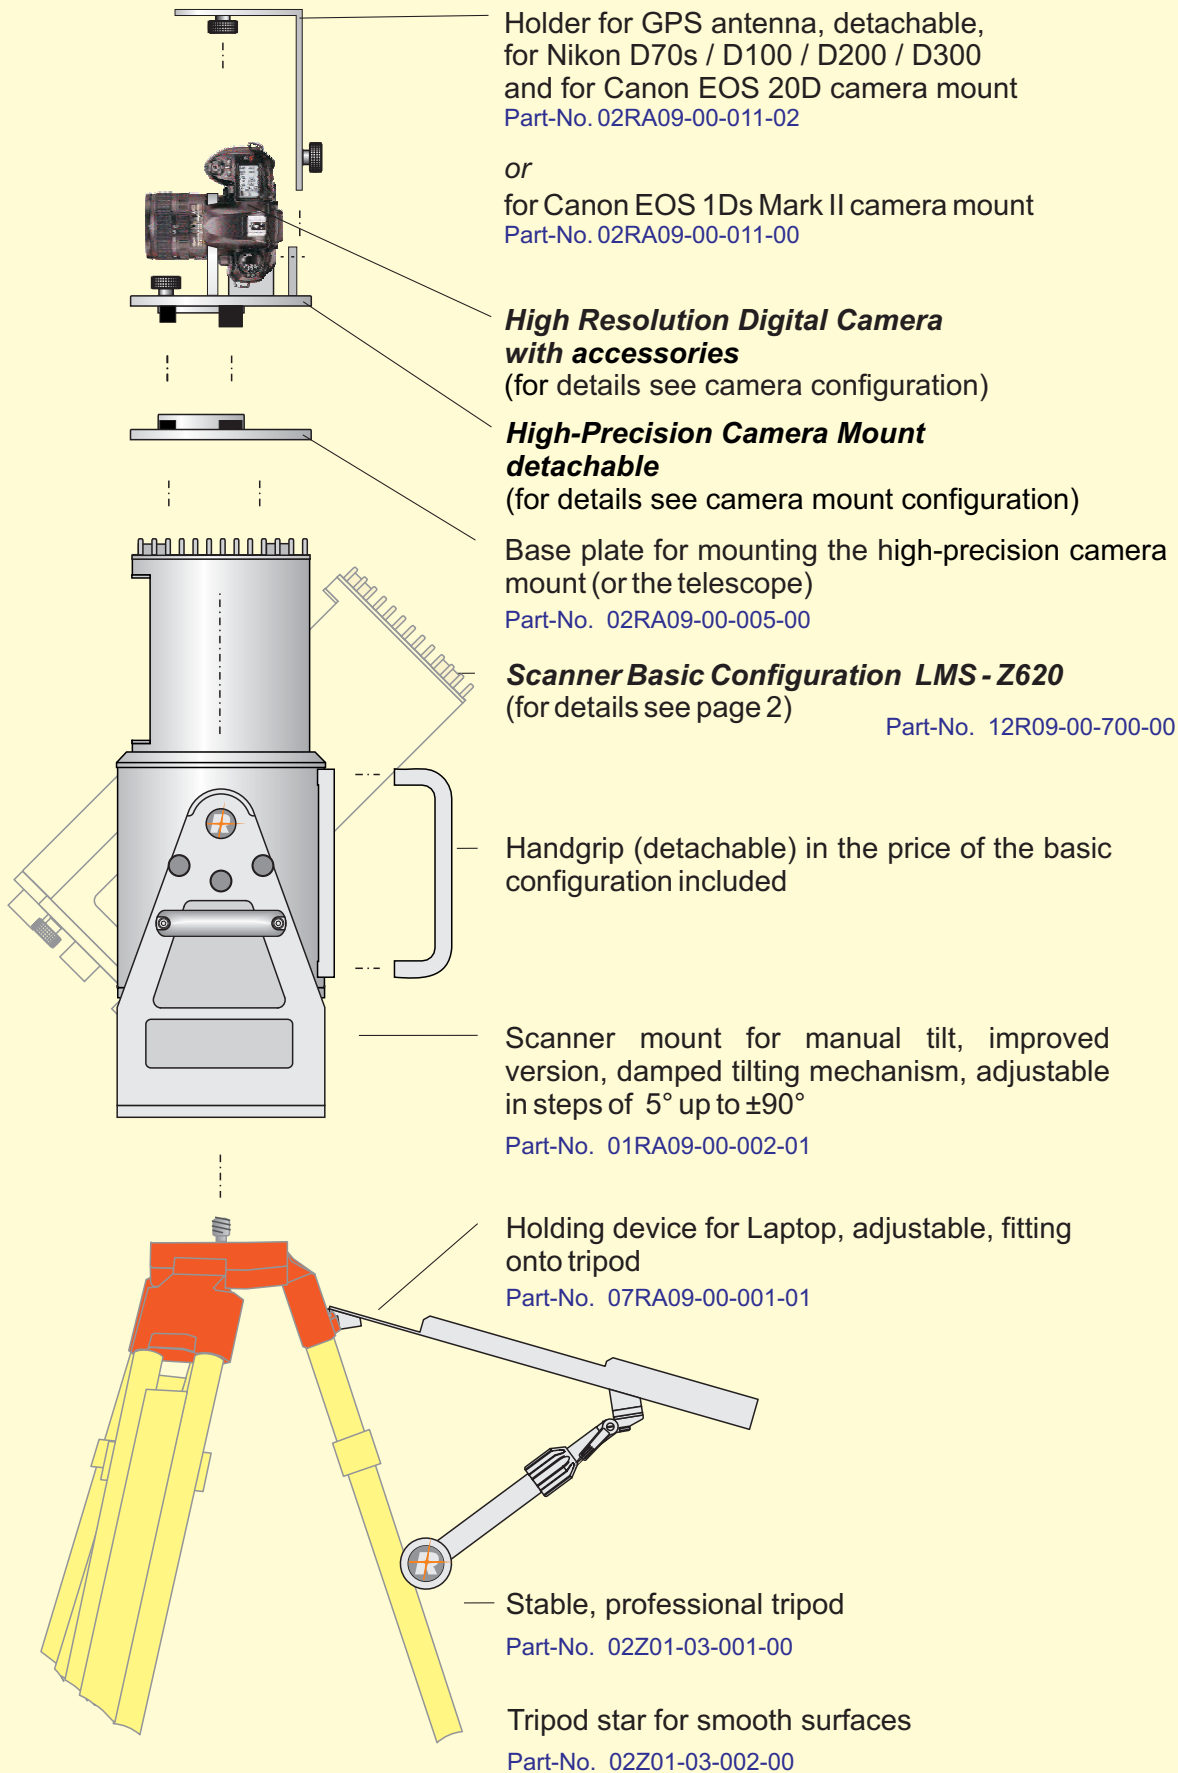 Holder for GPS antenna, detachable,
for Nikon D70s / D100 / D200 / D300
and for Canon EOS 20D camera mount
Part-No. 02RA09-00-011-02
or
for Canon EOS 1Ds Mark II camera mount
Part-No. 02RA09-00-011-00
High Resolution Digital Camera
with accessories
(for details see camera configuration)
High-Precision Camera Mount
detachable
(for details see camera mount configuration)
Base plate for mounting the high-precision camera
mount (or the telescope)
Part-No. 02RA09-00-005-00
Scanner Basic Configuration LMS - Z620
(for details see page 2)
Part-No. 12R09-00-700-00
R
Handgrip (detachable) in the price of the basic
configuration included
Scanner mount for manual tilt, improved
version, damped tilting mechanism, adjustable
in steps of 5° up to ±90°
Part-No. 01RA09-00-002-01
Holding device for Laptop, adjustable, fitting
onto tripod
Part-No. 07RA09-00-001-01
R
Stable, professional tripod
Part-No. 02Z01-03-001-00
Tripod star for smooth surfaces
Part-No. 02Z01-03-002-00